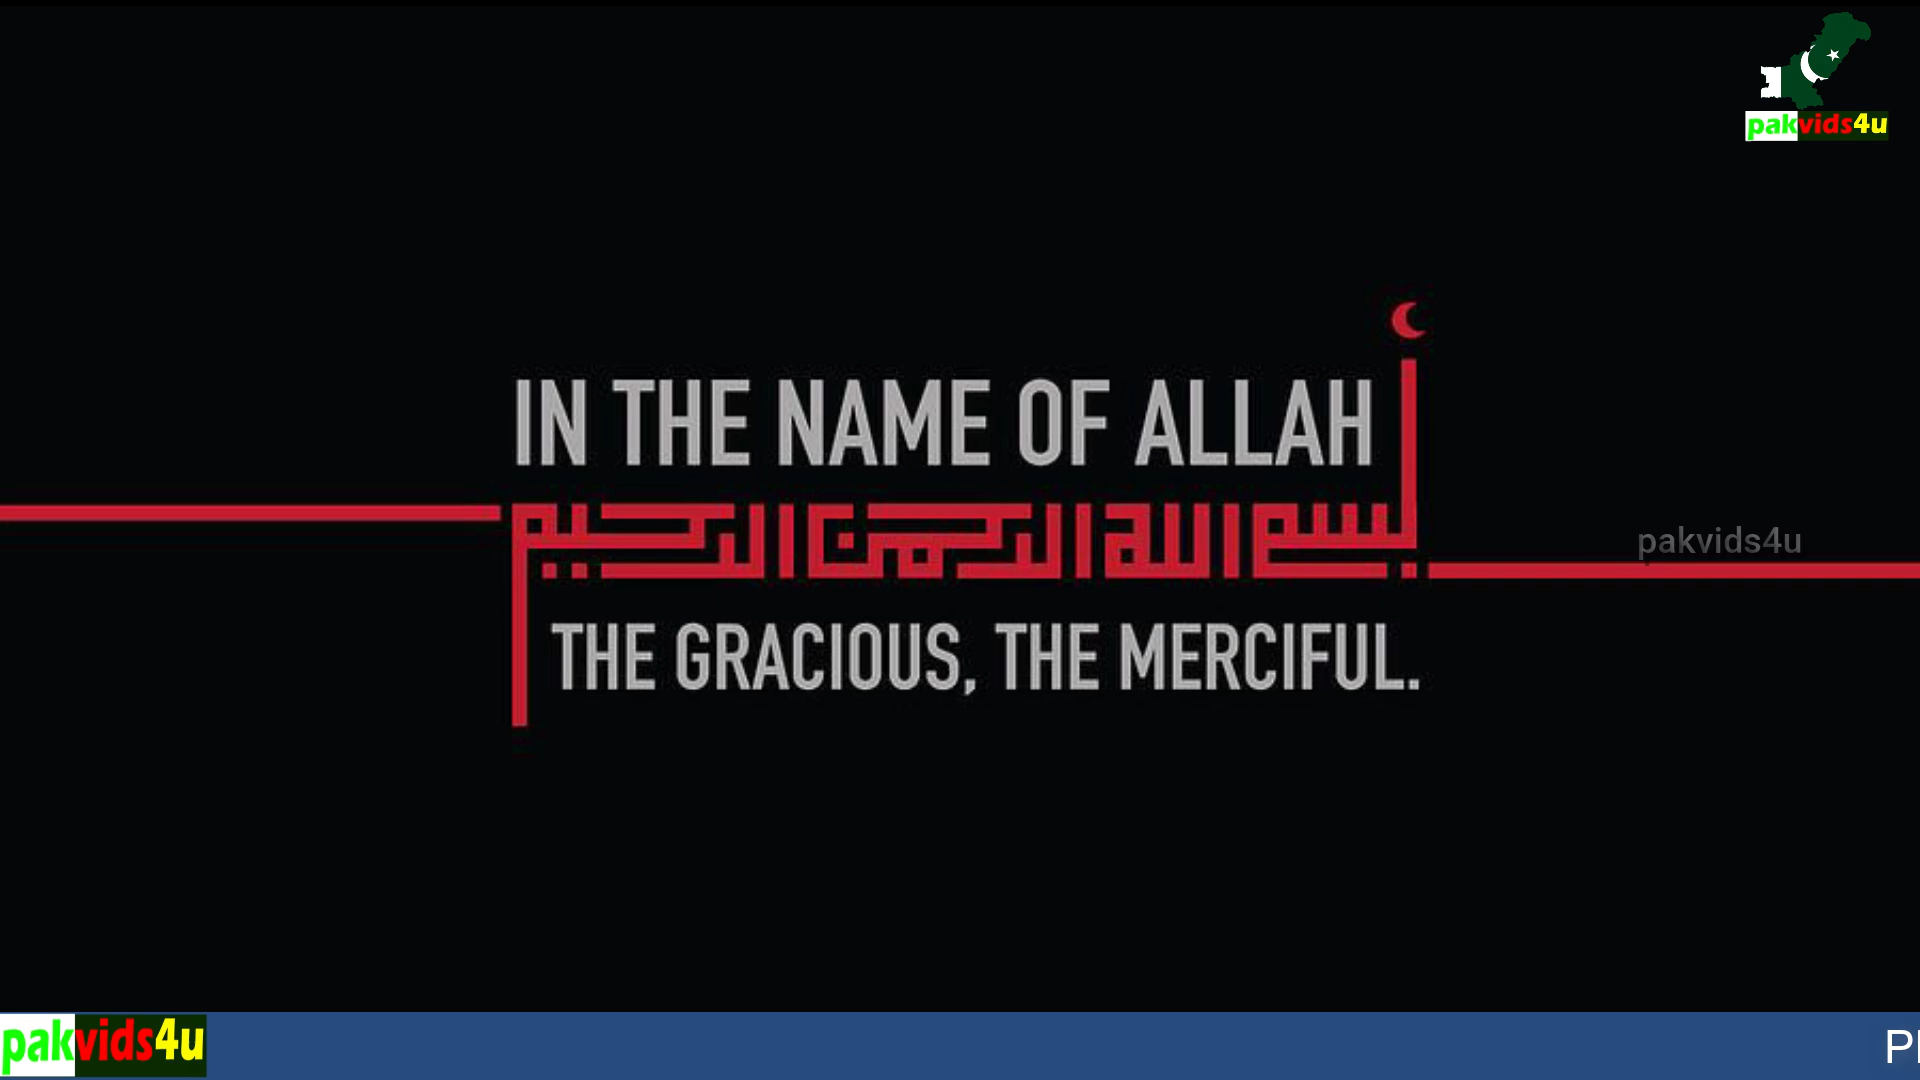 pakvids4u
IN THE NAME OF ALLAH
بسم الله الرحمن الرحيم
pakvids4u
THE GRACIOUS, THE MERCIFUL.
pakvids4u